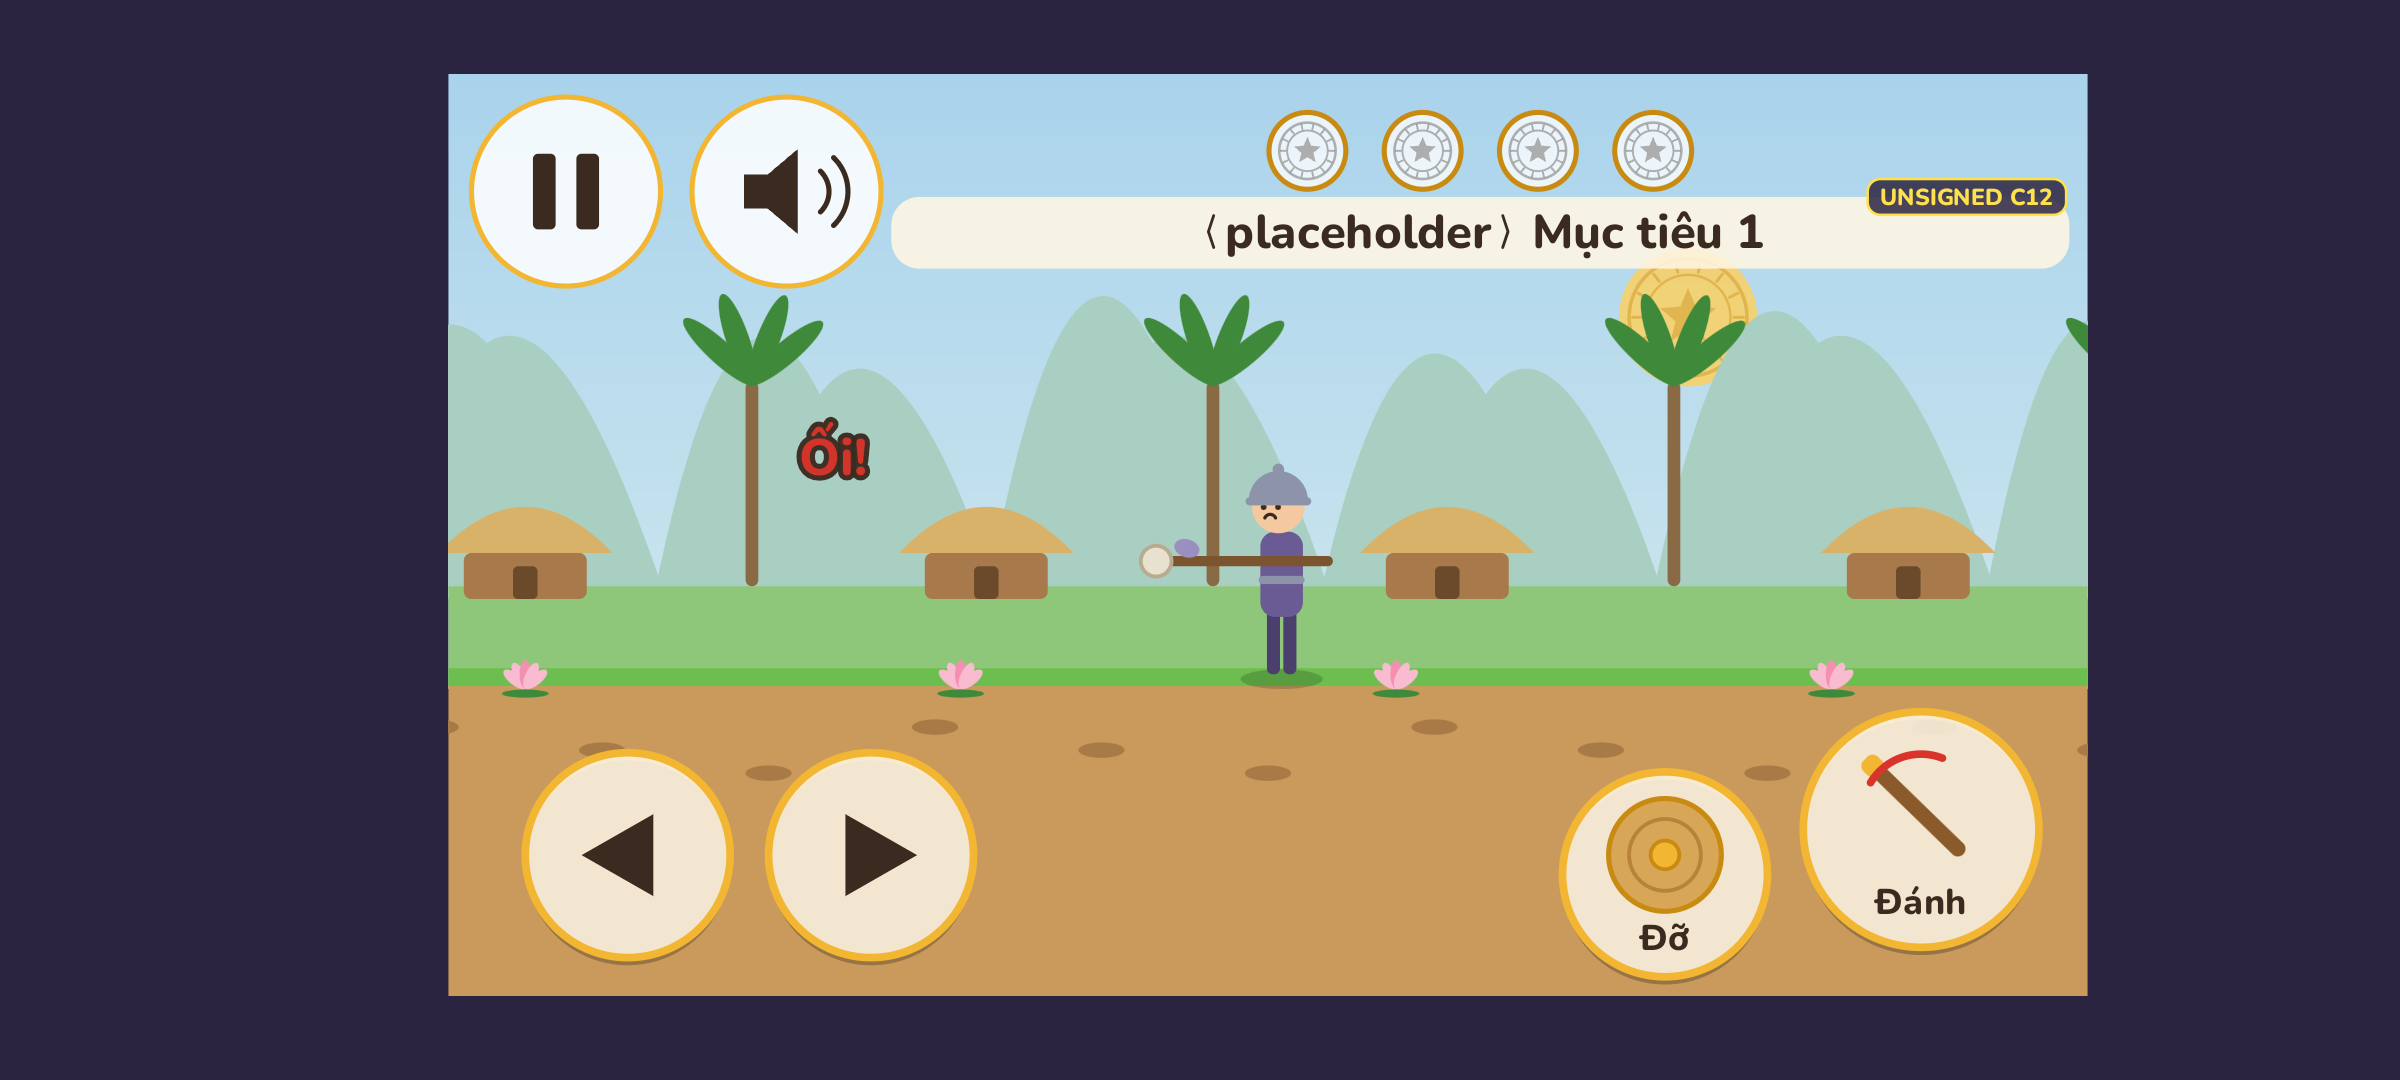 UNSIGNED C12
⟨placeholder⟩ Mục tiêu 1
Ối!
Đánh
Đỡ